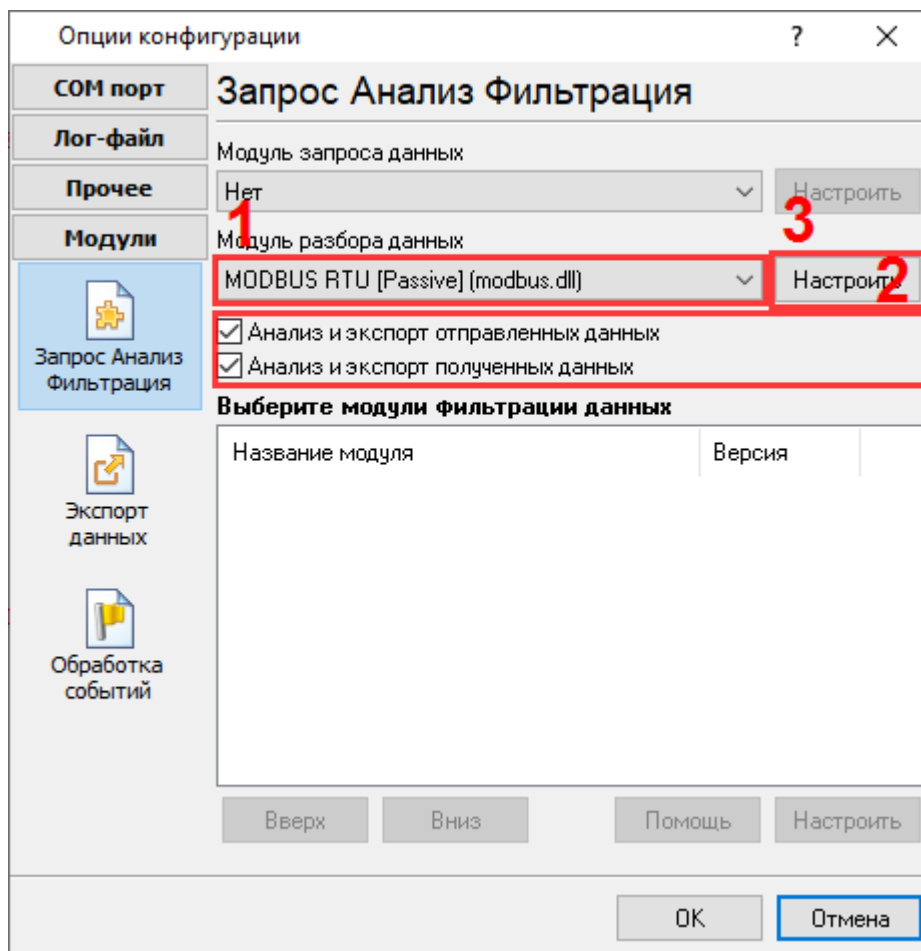 Опции конфигурации
?
COM порт
Лог-файл
Прочее
Модули
Запрос Анализ
Фильтрация
Экспорт
данных
Обработка
событий
Запрос Анализ Фильтрация
Модуль запроса данных
Нет
Настроить
1
3
Модуль разбора данных
MODBUS RTU [Passive] (modbus.dll)
Настроить
2
Анализ и экспорт отправленных данных
Анализ и экспорт полученных данных
Выберите модули фильтрации данных
Название модуля Версия
Вверх Вниз Помощь Настроить
OK Отмена